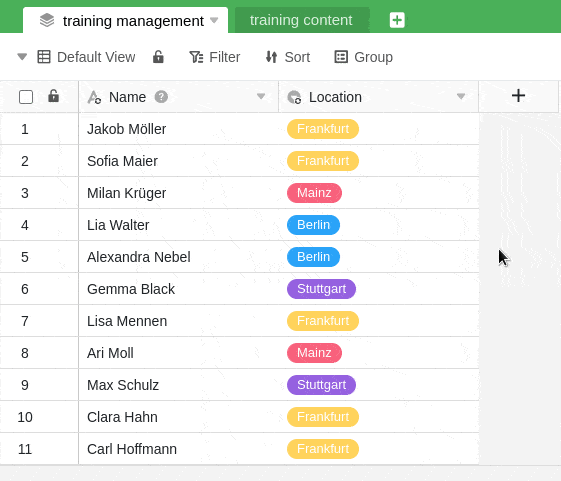 training management training content
Default View Filter Sort Group
Name ? Location
1 Jakob Möller Frankfurt
2 Sofia Maier Frankfurt
3 Milan Krüger Mainz
4 Lia Walter Berlin
5 Alexandra Nebel Berlin
6 Gemma Black Stuttgart
7 Lisa Mennen Frankfurt
8 Ari Moll Mainz
9 Max Schulz Stuttgart
10 Clara Hahn Frankfurt
11 Carl Hoffmann Frankfurt